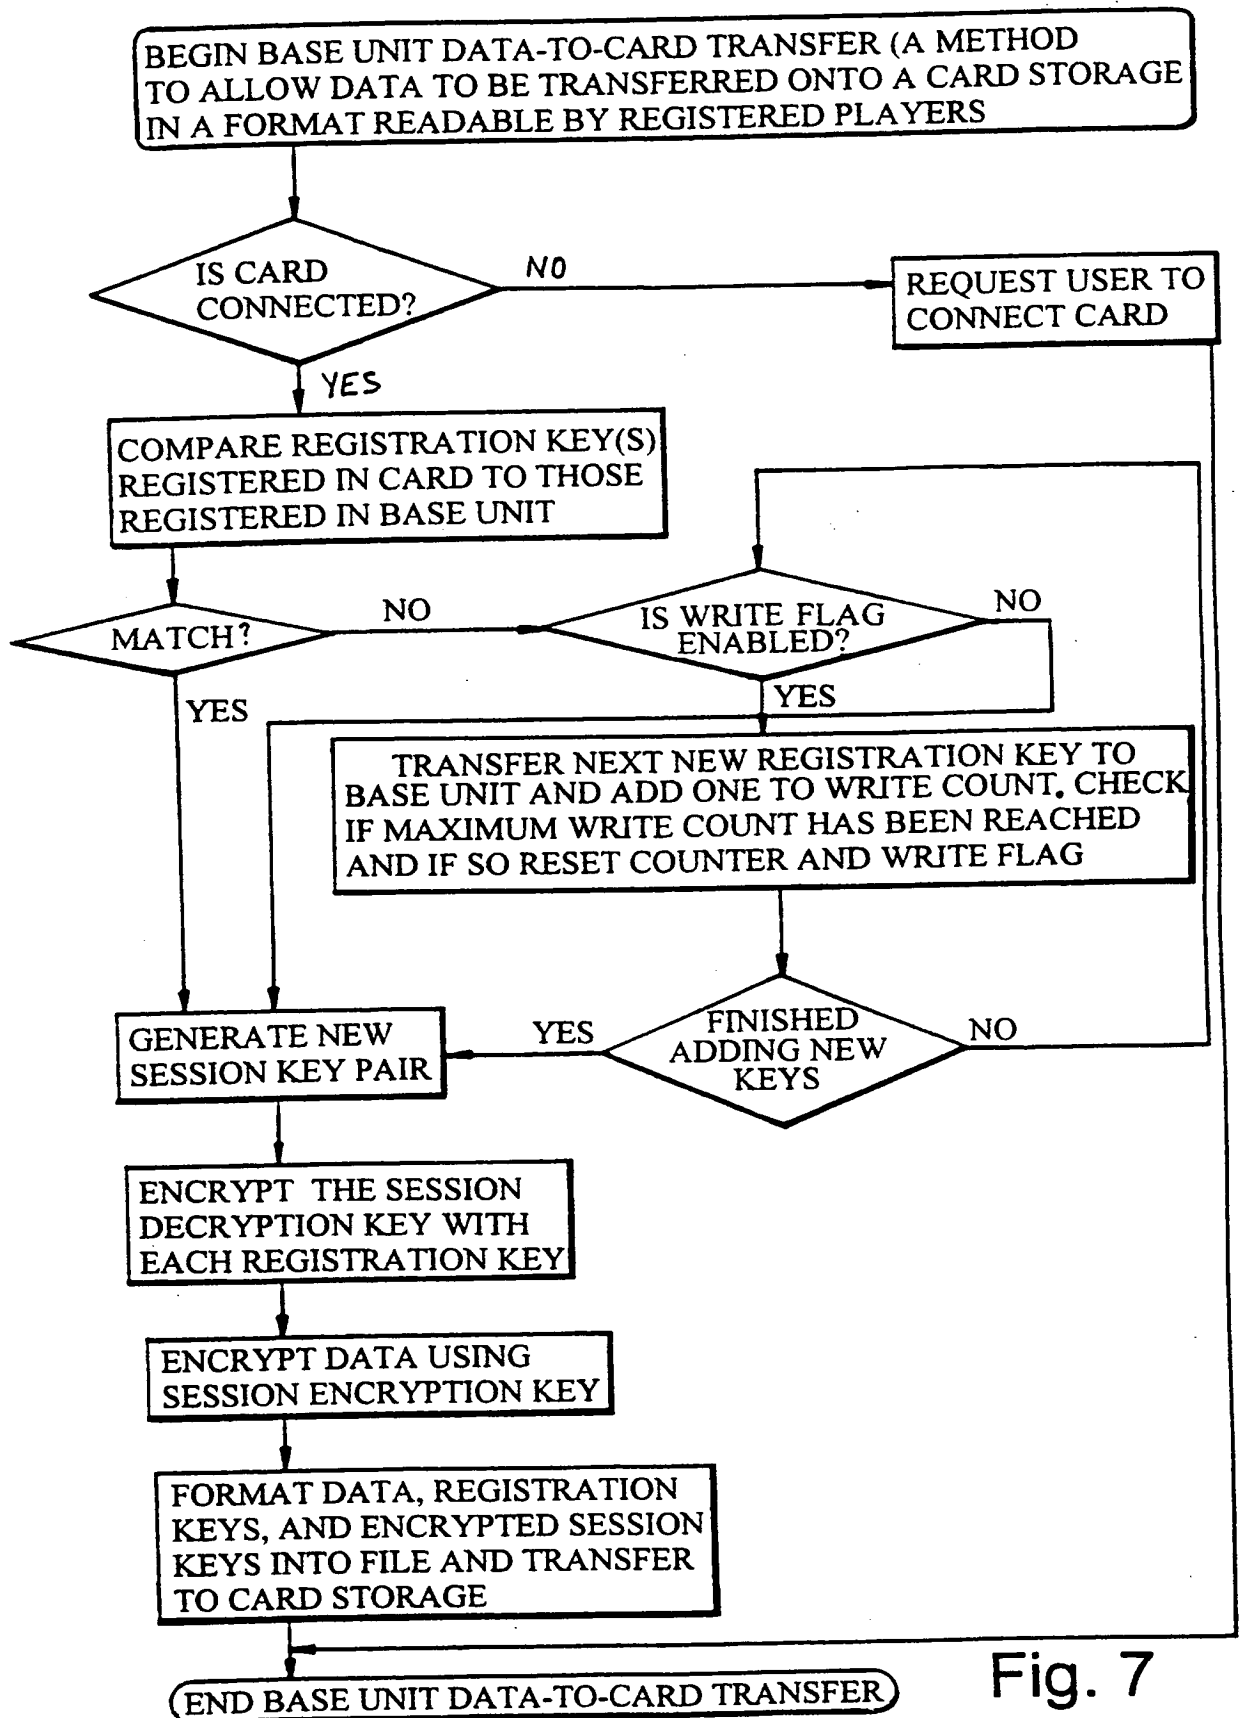 BEGIN BASE UNIT DATA-TO-CARD TRANSFER (A METHOD
TO ALLOW DATA TO BE TRANSFERRED ONTO A CARD STORAGE
IN A FORMAT READABLE BY REGISTERED PLAYERS
IS CARD
CONNECTED?
NO
REQUEST USER TO
CONNECT CARD
YES
COMPARE REGISTRATION KEY(S)
REGISTERED IN CARD TO THOSE
REGISTERED IN BASE UNIT
MATCH?
NO
IS WRITE FLAG
ENABLED?
NO
YES
YES
TRANSFER NEXT NEW REGISTRATION KEY TO
BASE UNIT AND ADD ONE TO WRITE COUNT. CHECK
IF MAXIMUM WRITE COUNT HAS BEEN REACHED
AND IF SO RESET COUNTER AND WRITE FLAG
FINISHED
ADDING NEW
KEYS
YES
NO
GENERATE NEW
SESSION KEY PAIR
ENCRYPT THE SESSION
DECRYPTION KEY WITH
EACH REGISTRATION KEY
ENCRYPT DATA USING
SESSION ENCRYPTION KEY
FORMAT DATA, REGISTRATION
KEYS, AND ENCRYPTED SESSION
KEYS INTO FILE AND TRANSFER
TO CARD STORAGE
END BASE UNIT DATA-TO-CARD TRANSFER
Fig. 7